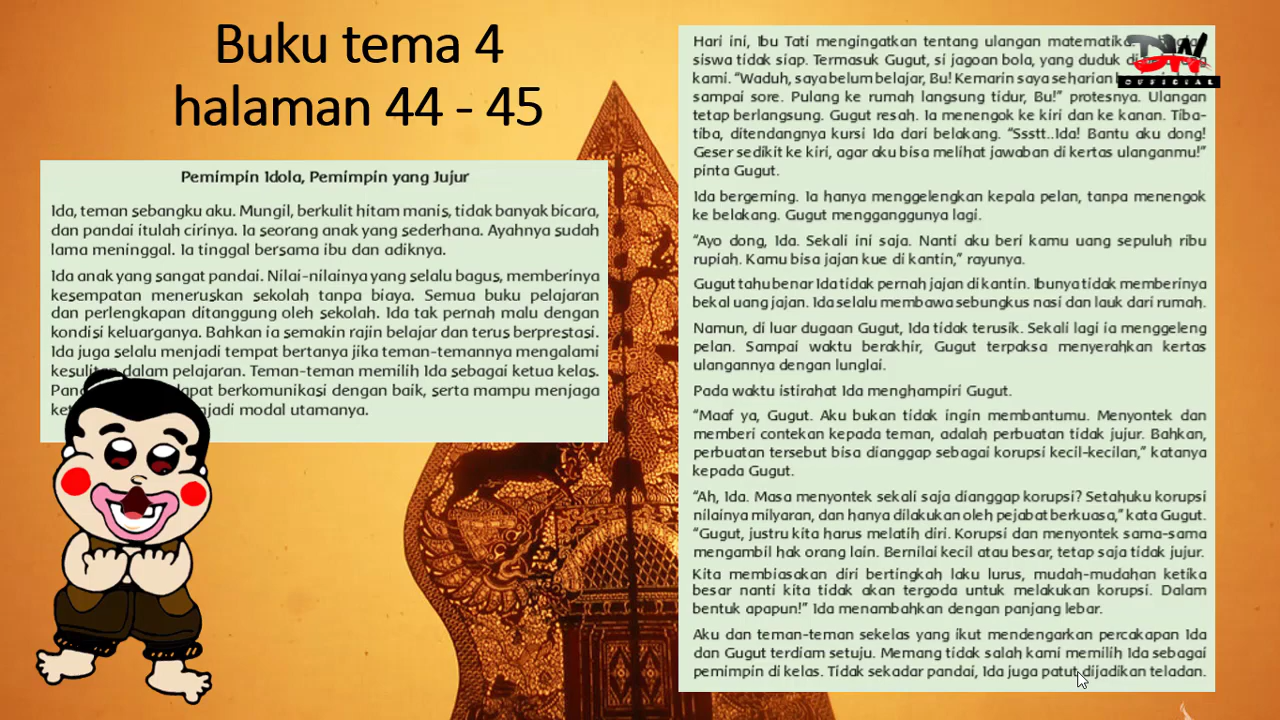 Buku tema 4
halaman 44 - 45
Pemimpin Idola, Pemimpin yang Jujur
Ida, teman sebangku aku. Mungil, berkulit hitam manis, tidak banyak bicara,
dan pandai itulah cirinya. Ia seorang anak yang sederhana. Ayahnya sudah
lama meninggal. Ia tinggal bersama ibu dan adiknya.
Ida anak yang sangat pandai. Nilai-nilainya yang selalu bagus, memberinya
kesempatan meneruskan sekolah tanpa biaya. Semua buku pelajaran
dan perlengkapan ditanggung oleh sekolah. Ida tak pernah malu dengan
kondisi keluarganya. Bahkan ia semakin rajin belajar dan terus berprestasi.
Ida juga selalu menjadi tempat bertanya jika teman-temannya mengalami
kesulitan dalam pelajaran. Teman-teman memilih Ida sebagai ketua kelas.
berkomunikasi dengan baik, serta mampu menjaga
modal utamanya.
Hari ini, Ibu Tati mengingatkan tentang ulangan matematika.
siswa tidak siap. Termasuk Gugut, si jagoan bola, yang duduk
kami. “Waduh, saya belum belajar, Bu! Kemarin saya seharian
sampai sore. Pulang ke rumah langsung tidur, Bu!” protesnya. Ulangan
tetap berlangsung. Gugut resah. Ia menengok ke kiri dan ke kanan. Tiba-
tiba, ditendangnya kursi Ida dari belakang. “Ssstt..Ida! Bantu aku dong!
Geser sedikit ke kiri, agar aku bisa melihat jawaban di kertas ulanganmu!”
pinta Gugut.
Ida bergeming. Ia hanya menggelengkan kepala pelan, tanpa menengok
ke belakang. Gugut mengganggunya lagi.
“Ayo dong, Ida. Sekali ini saja. Nanti aku beri kamu uang sepuluh ribu
rupiah. Kamu bisa jajan kue di kantin,” rayunya.
Gugut tahu benar Ida tidak pernah jajan di kantin. Ibunya tidak memberinya
bekal uang jajan. Ida selalu membawa sebungkus nasi dan lauk dari rumah.
Namun, di luar dugaan Gugut, Ida tidak terusik. Sekali lagi ia menggeleng
pelan. Sampai waktu berakhir, Gugut terpaksa menyerahkan kertas
ulangannya dengan lunglai.
Pada waktu istirahat Ida menghampiri Gugut.
“Maaf ya, Gugut. Aku bukan tidak ingin membantumu. Menyontek dan
memberi contekan kepada teman, adalah perbuatan tidak jujur. Bahkan,
perbuatan tersebut bisa dianggap sebagai korupsi kecil-kecilan,” katanya
kepada Gugut.
“Ah, Ida. Masa menyontek sekali saja dianggap korupsi? Setahuku korupsi
nilainya milyaran, dan hanya dilakukan oleh pejabat berkuasa,” kata Gugut.
“Gugut, justru kita harus melatih diri. Korupsi dan menyontek sama-sama
mengambil hak orang lain. Bernilai kecil atau besar, tetap saja tidak jujur.
Kita membiasakan diri bertingkah laku lurus, mudah-mudahan ketika
besar nanti kita tidak akan tergoda untuk melakukan korupsi. Dalam
bentuk apapun!” Ida menambahkan dengan panjang lebar.
Aku dan teman-teman sekelas yang ikut mendengarkan percakapan Ida
dan Gugut terdiam setuju. Memang tidak salah kami memilih Ida sebagai
pemimpin di kelas. Tidak sekadar pandai, Ida juga patut dijadikan teladan.
DW
OFFICIAL